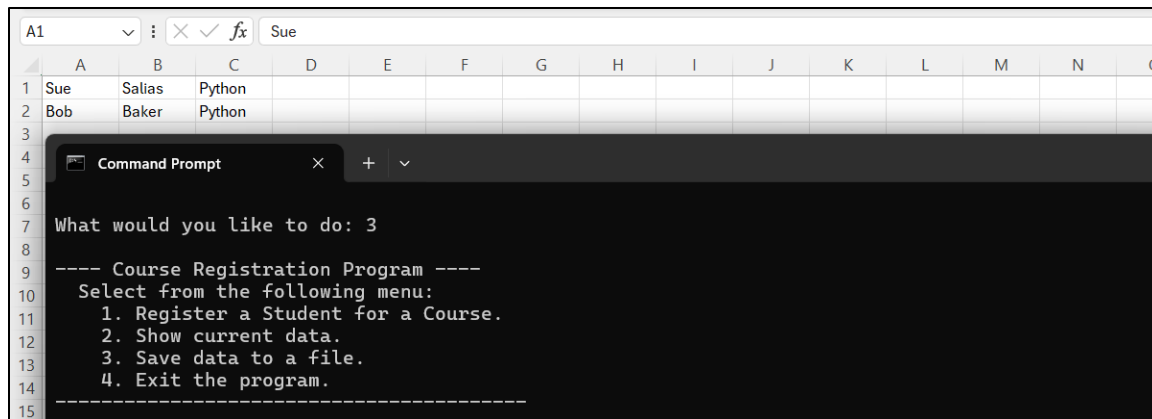 A1 fx Sue
A B C D E F G H I J K L M N
1 Sue Salias Python
2 Bob Baker Python
3
4
5
6
7
8
9
10
11
12
13
14
15
Command Prompt
What would you like to do: 3
---- Course Registration Program ----
Select from the following menu:
1. Register a Student for a Course.
2. Show current data.
3. Save data to a file.
4. Exit the program.
-----------------------------------------